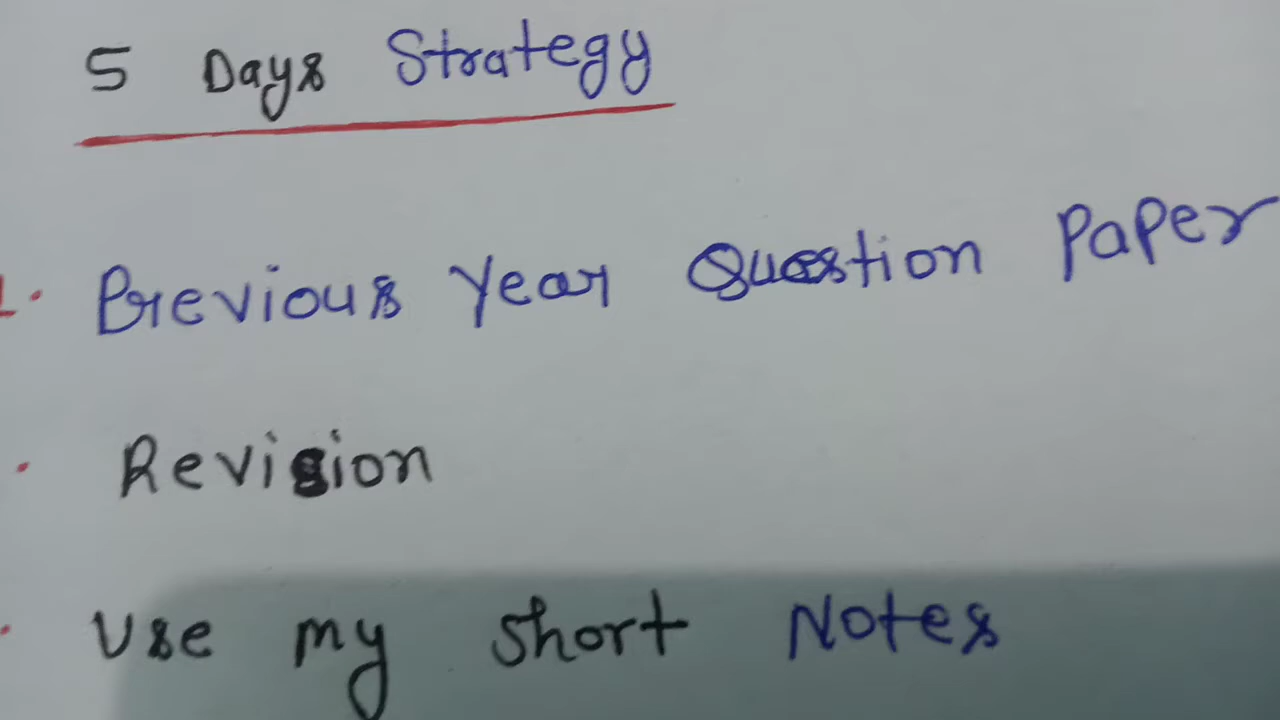 5 Days Strategy
1. Previous Year Question Paper
. Revision
. Use my short Notes